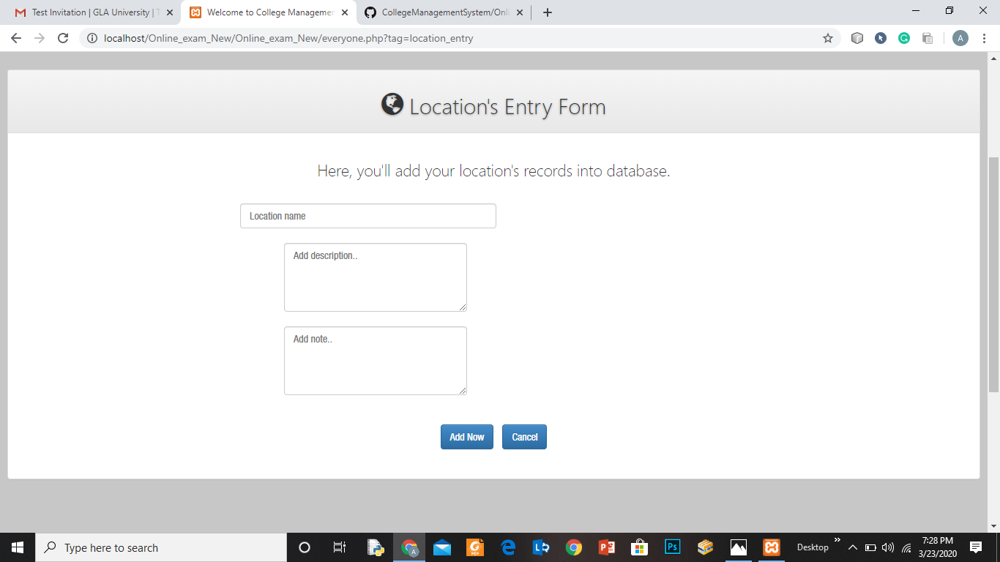 Test Invitation | GLA University | T
Welcome to College Managemen
CollegeManagementSystem/Onli
localhost/Online_exam_New/Online_exam_New/everyone.php?tag=location_entry
A
Location's Entry Form
Here, you'll add your location's records into database.
Location name
Add description..
Add note..
Add Now
Cancel
Type here to search
Desktop
7:28 PM
3/23/2020